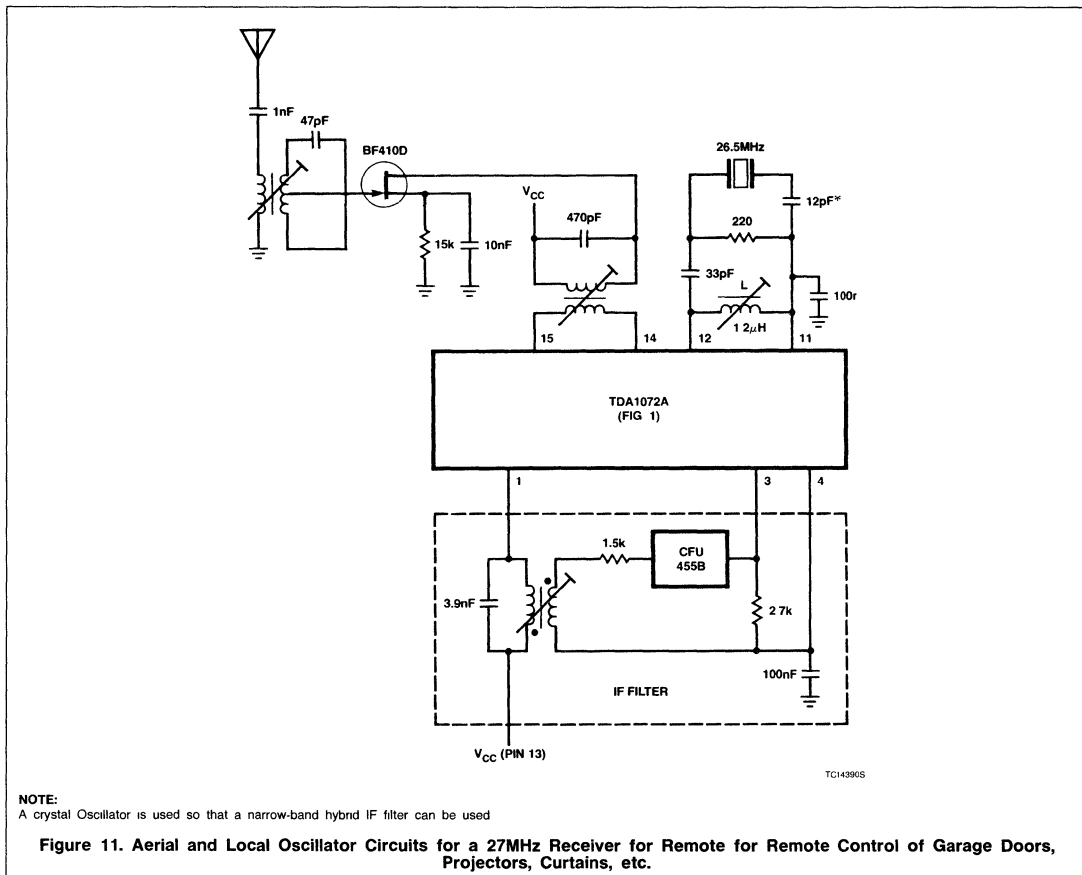 1nF
47pF
BF410D
15k
10nF
VCC
470pF
26.5MHz
12pF*
220
33pF
L
1 2μH
100r
15
14
12
11
TDA1072A
(FIG 1)
1
3
4
1.5k
CFU
455B
3.9nF
2 7k
100nF
IF FILTER
VCC (PIN 13)
TC14390S
NOTE:
A crystal Oscillator is used so that a narrow-band hybrid IF filter can be used
Figure 11. Aerial and Local Oscillator Circuits for a 27MHz Receiver for Remote for Remote Control of Garage Doors,
Projectors, Curtains, etc.